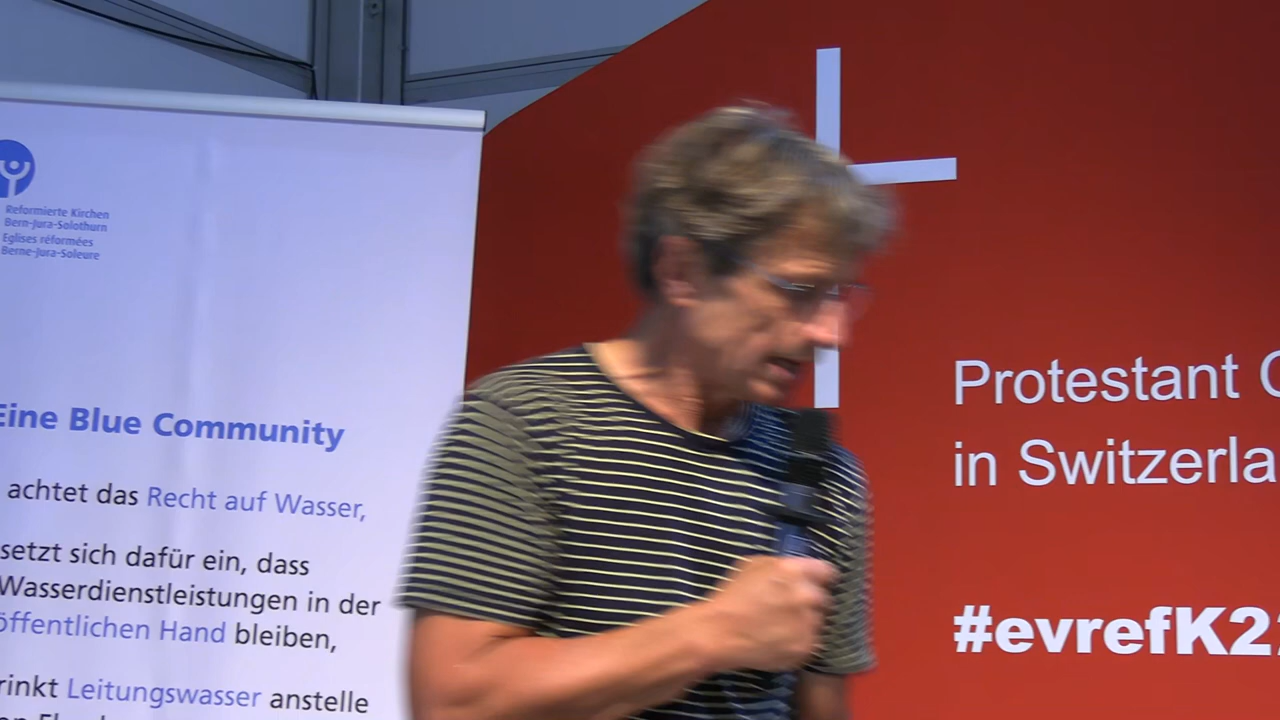 Reformierte Kirchen
Bern-Jura-Solothurn
Eglises réformées
Berne-Jura-Soleure
Eine Blue Community
achtet das Recht auf Wasser,
setzt sich dafür ein, dass
Wasserdienstleistungen in der
öffentlichen Hand bleiben,
rinkt Leitungswasser anstelle
Protestant C
in Switzerla
#evrefK2